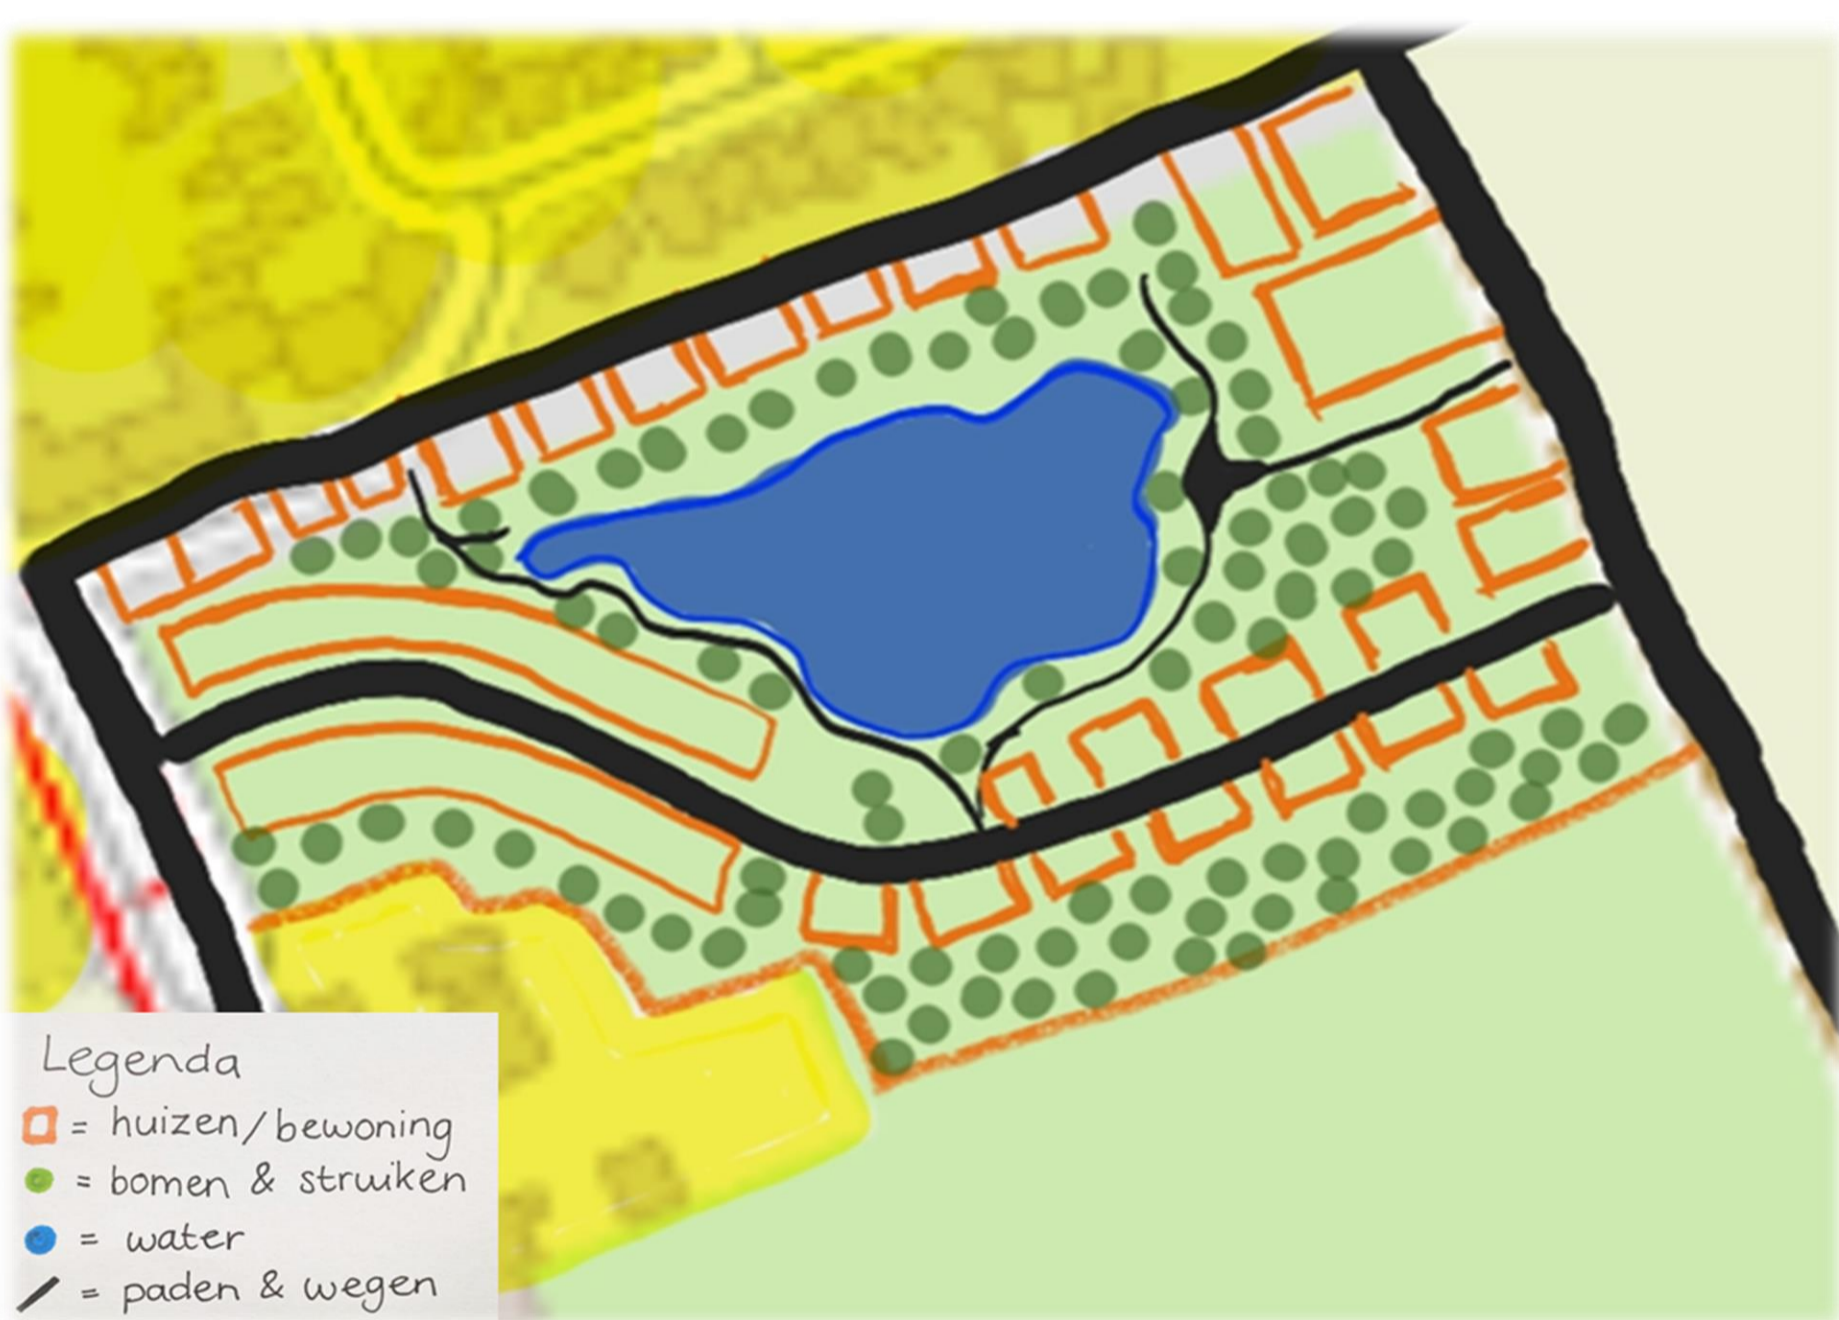 Legenda
= huizen/bewoning
= bomen & struiken
= water
= paden & wegen